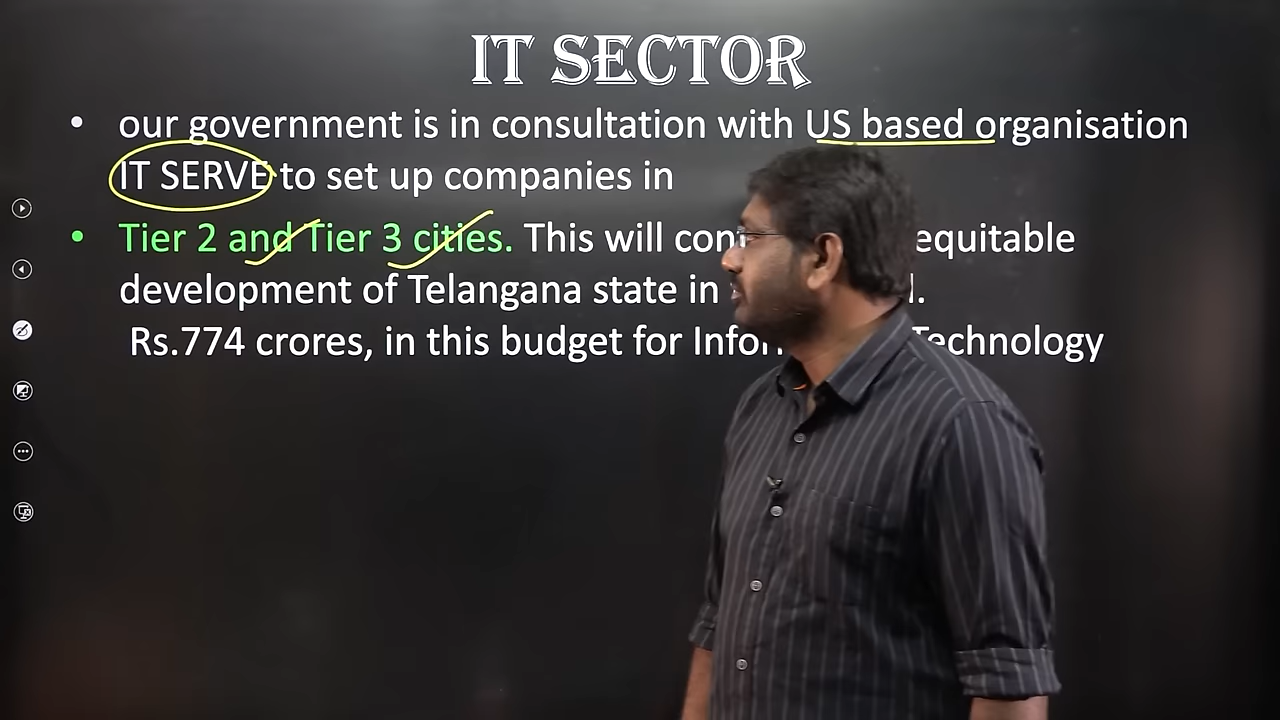 IT SECTOR
• our government is in consultation with US based organisation
IT SERVE to set up companies in
• Tier 2 and Tier 3 cities. This will equitable
development of Telangana state in
Rs.774 crores, in this budget for Technology